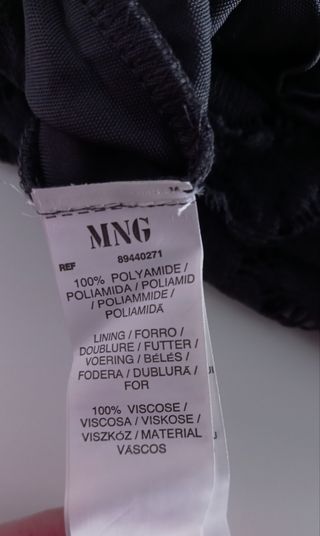 MNG
REF 89440271
100% POLYAMIDE /
POLIAMIDA / POLIAMID
/ POLIAMMIDE /
POLIAMIDĂ
LINING / FORRO /
DOUBLURE / FUTTER /
VOERING / BÉLÉS /
FODERA / DUBLURĂ /
FOR
100% VISCOSE /
VISCOSA / VISKOSE /
VISZKÓZ / MATERIAL
VÂSCOS